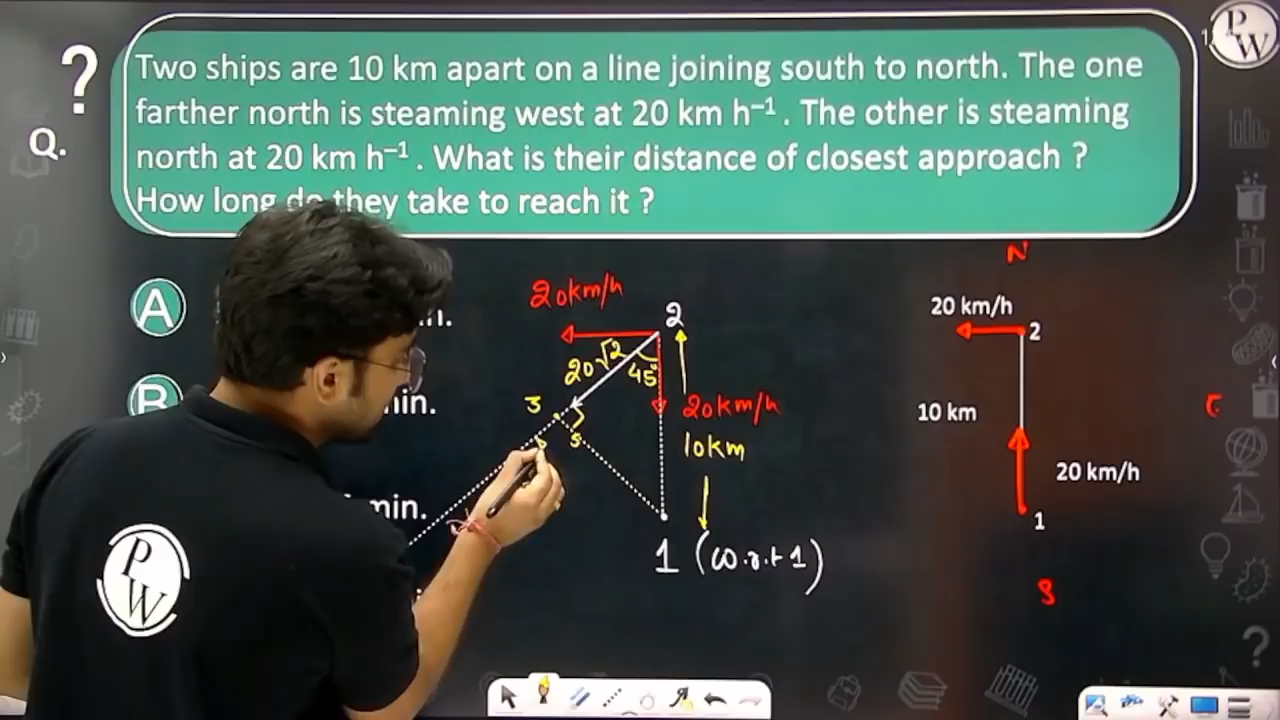 ?
Q.
Two ships are 10 km apart on a line joining south to north. The one
farther north is steaming west at 20 km h⁻¹. The other is steaming
north at 20 km h⁻¹. What is their distance of closest approach ?
How long do they take to reach it ?
P
W
A
n.
B
min.
min.
20km/h
2
20√2
45°
3
20km/h
10km
1 (w.r.t 1)
N
20 km/h
2
10 km
20 km/h
1
S
P
W